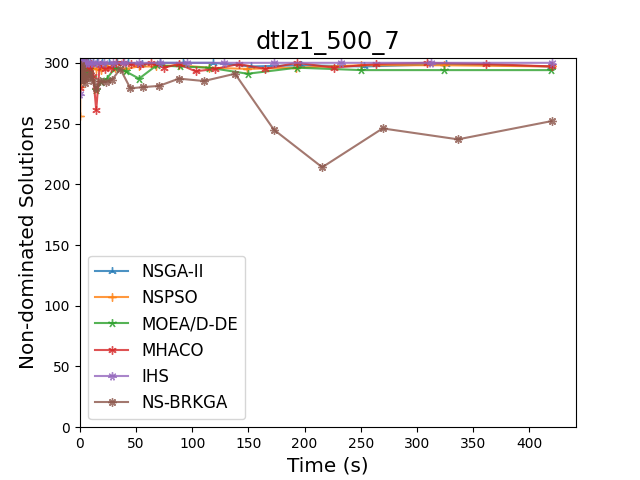 dtlz1_500_7
Non-dominated Solutions
300
250
200
150
100
50
0
NSGA-II
NSPSO
MOEA/D-DE
MHACO
IHS
NS-BRKGA
0 50 100 150 200 250 300 350 400
Time (s)